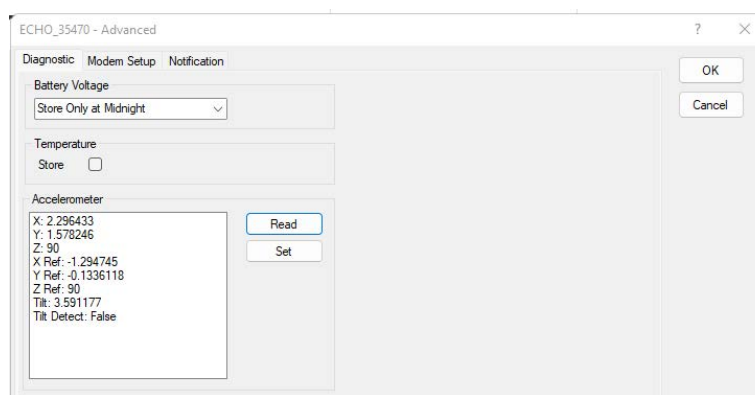 ECHO_35470 - Advanced ? ×
Diagnostic Modem Setup Notification
OK
Cancel
Battery Voltage
Store Only at Midnight
Temperature
Store
Accelerometer
X: 2.296433
Y: 1.578246
Z: 90
X Ref: -1.294745
Y Ref: -0.1336118
Z Ref: 90
Tilt: 3.591177
Tilt Detect: False
Read
Set